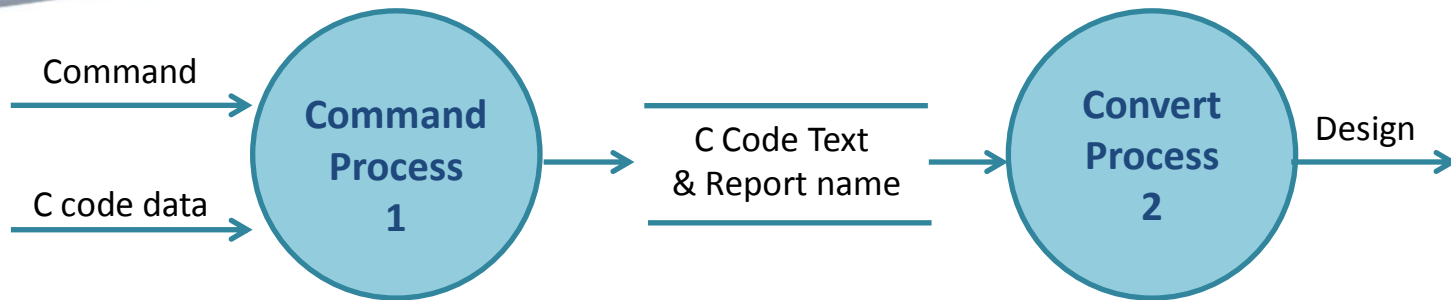 Command
C code data
Command
Process
1
C Code Text
& Report name
Convert
Process
2
Design